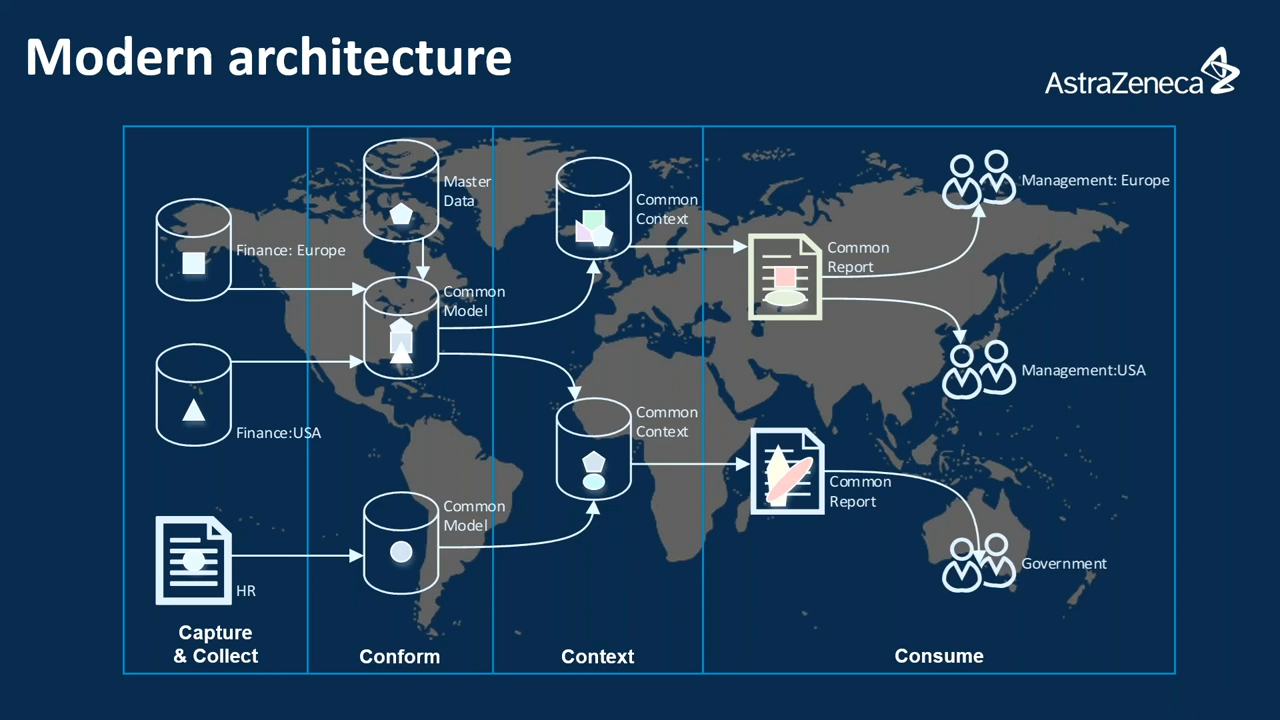 Modern architecture
AstraZeneca
Master
Data
Common
Context
Management: Europe
Finance: Europe
Common
Report
Common
Model
Management:USA
Finance:USA
Common
Context
Common
Report
Common
Model
Government
HR
Capture
& Collect
Conform
Context
Consume